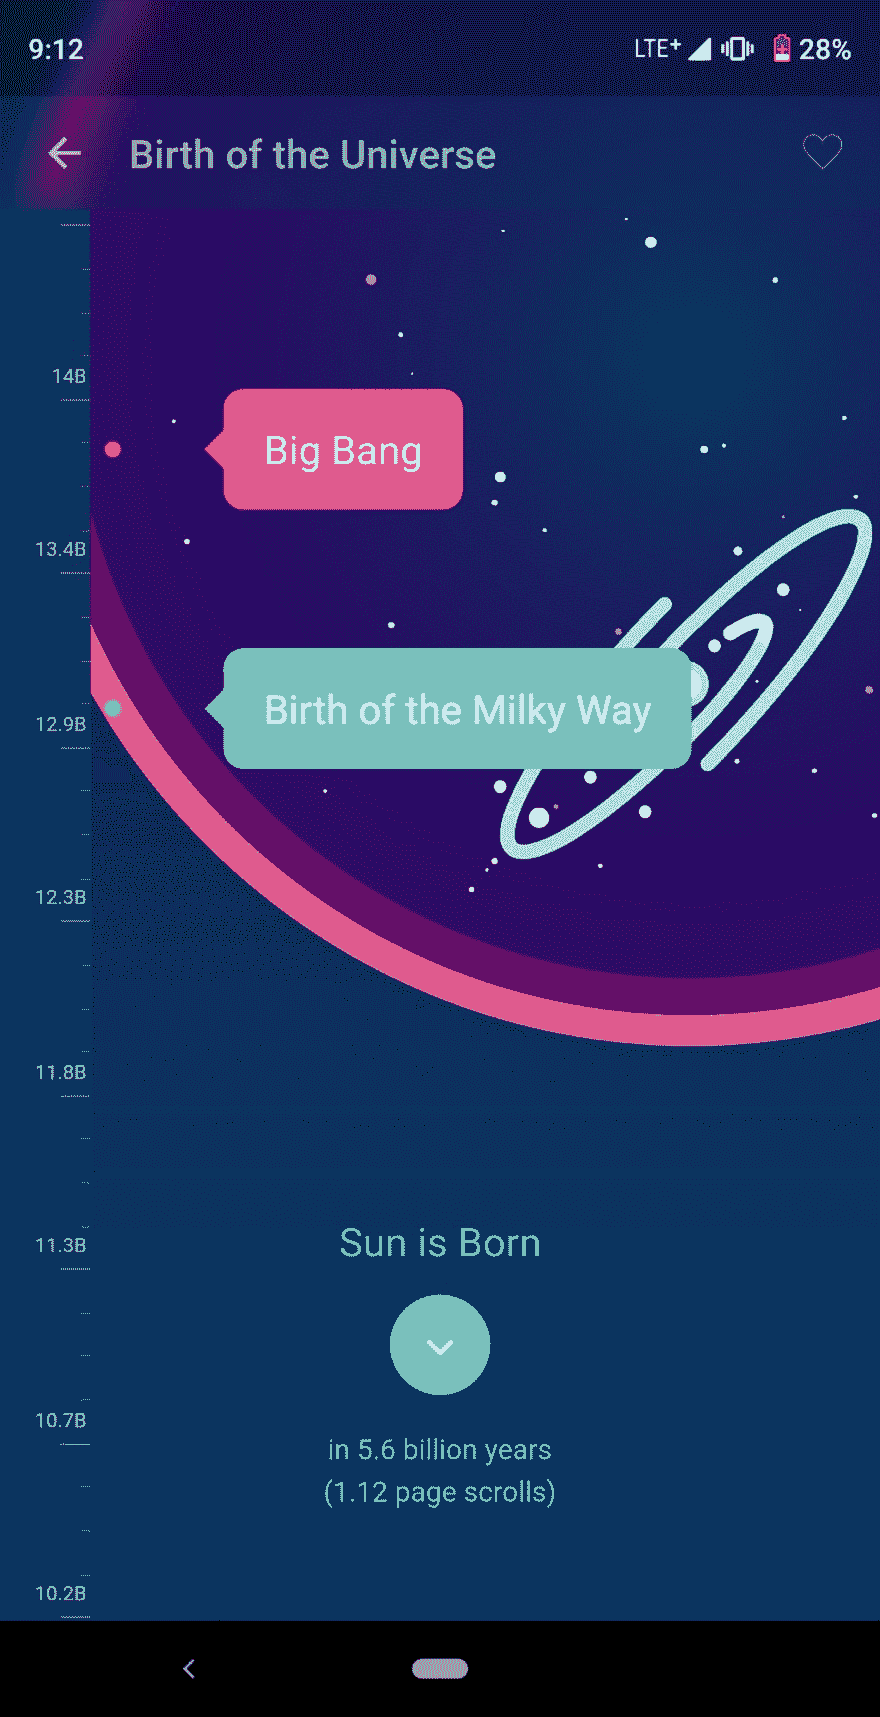 9:12
LTE+
28%
Birth of the Universe
14B
Big Bang
13.4B
Birth of the Milky Way
12.9B
12.3B
11.8B
Sun is Born
11.3B
10.7B
in 5.6 billion years
(1.12 page scrolls)
10.2B